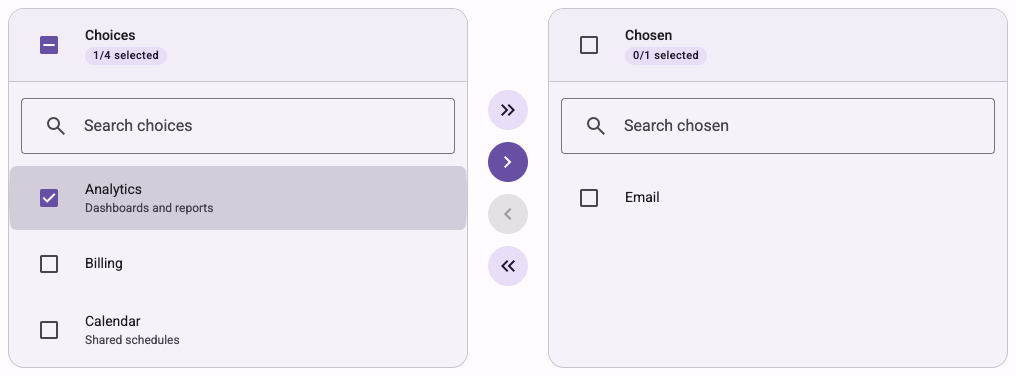 Choices
1/4 selected
Search choices
Analytics
Dashboards and reports
Billing
Calendar
Shared schedules
Chosen
0/1 selected
Search chosen
Email